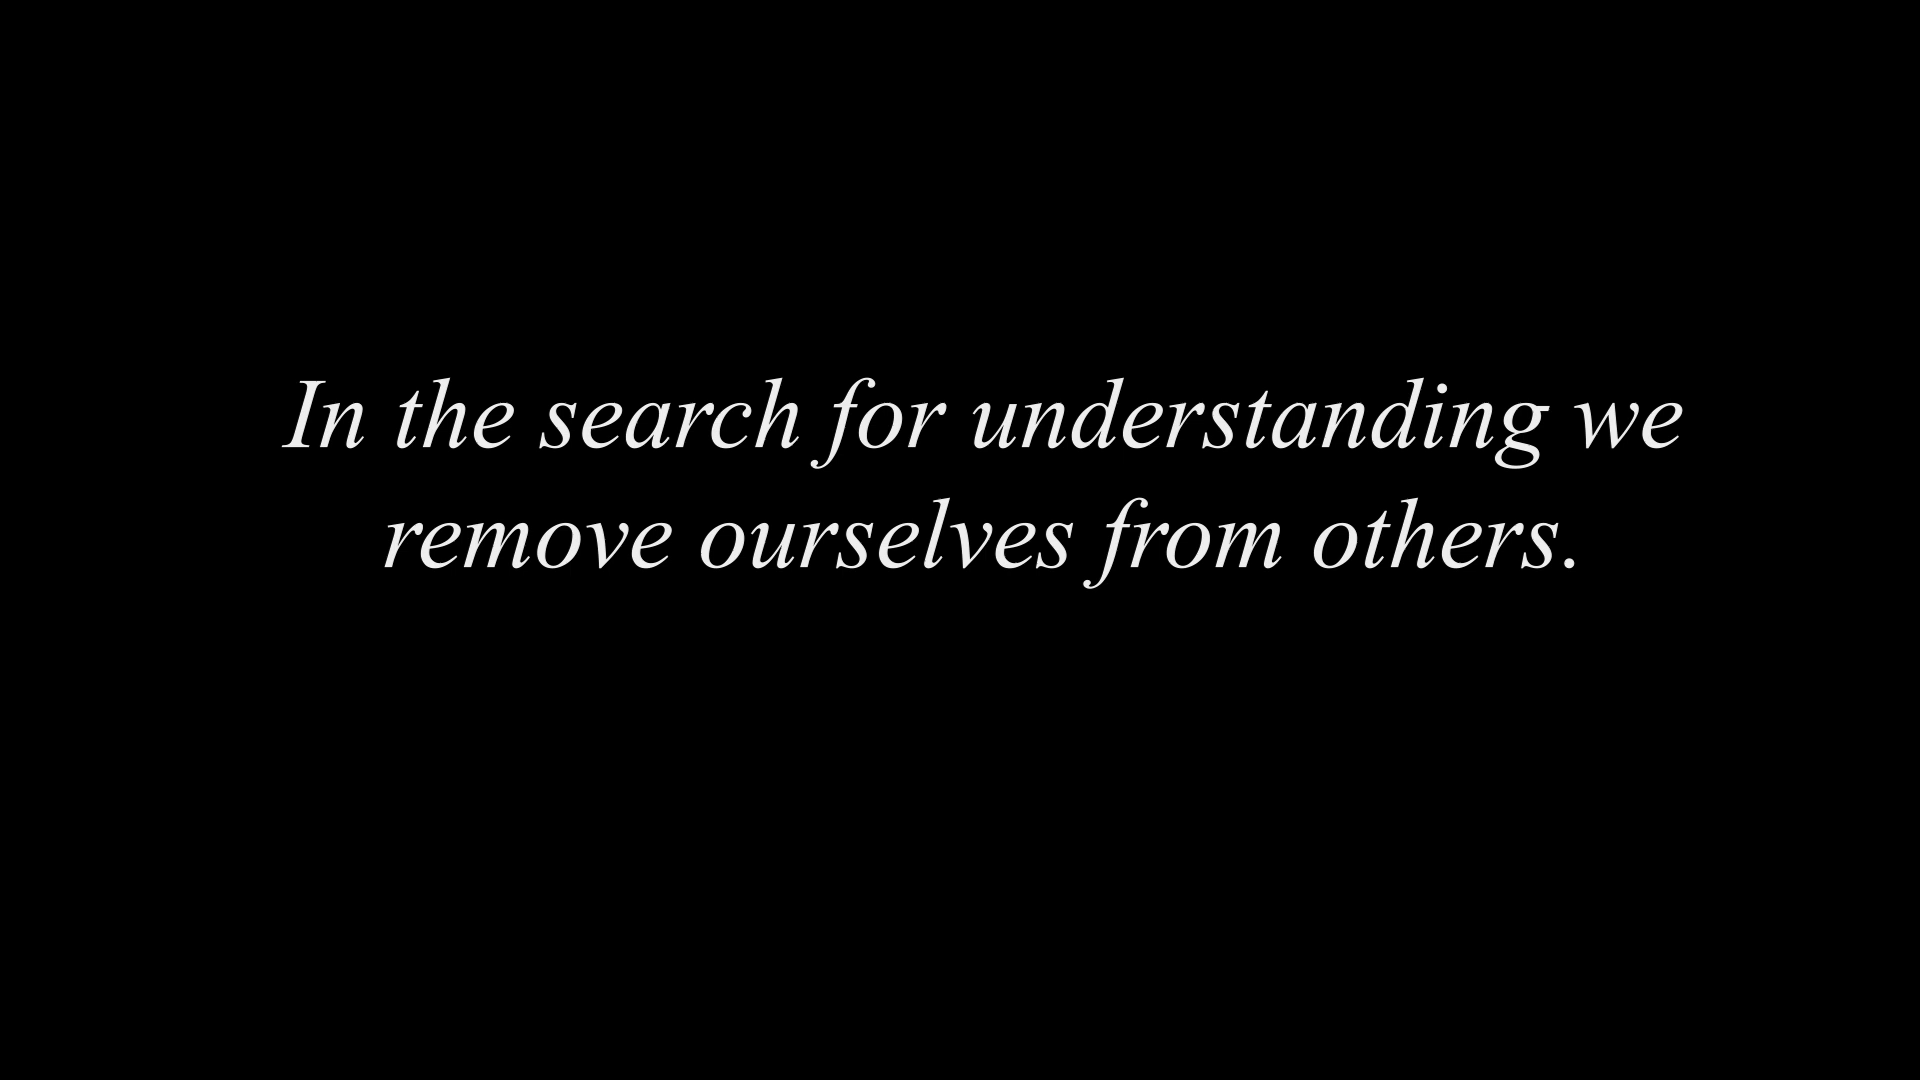 In the search for understanding we
remove ourselves from others.